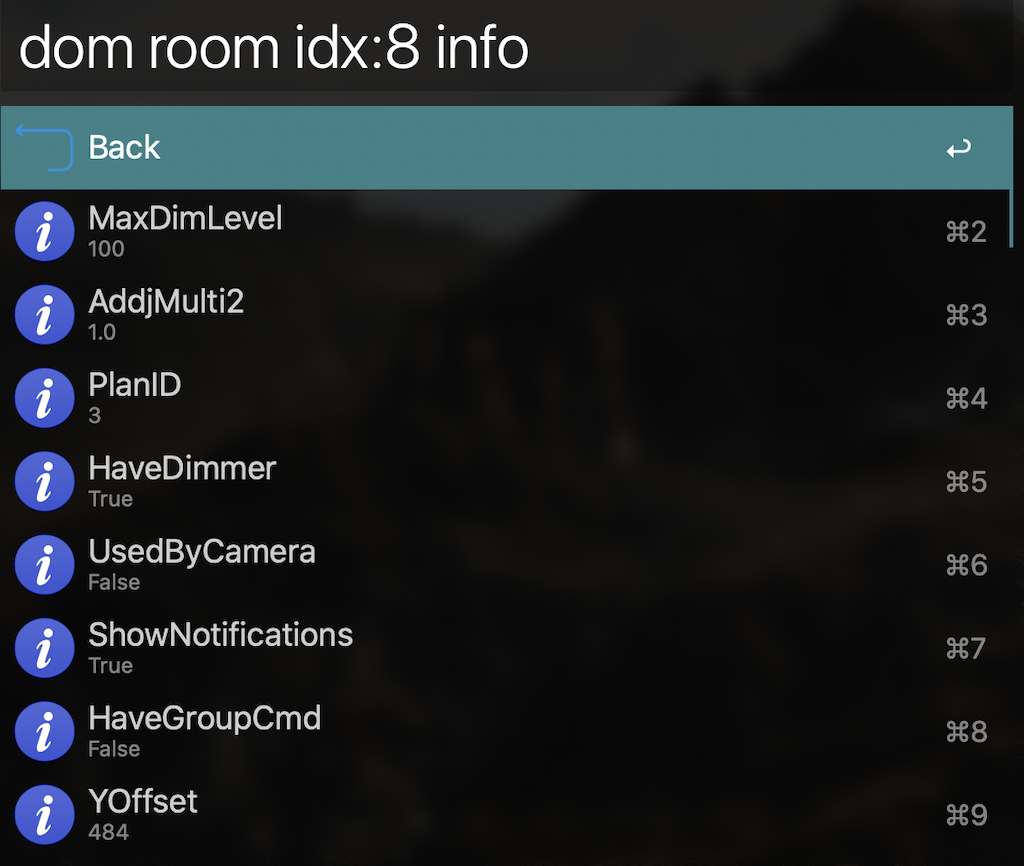 dom room idx:8 info
Back ↩
MaxDimLevel
100
⌘2
AddjMulti2
1.0
⌘3
PlanID
3
⌘4
HaveDimmer
True
⌘5
UsedByCamera
False
⌘6
ShowNotifications
True
⌘7
HaveGroupCmd
False
⌘8
YOffset
484
⌘9